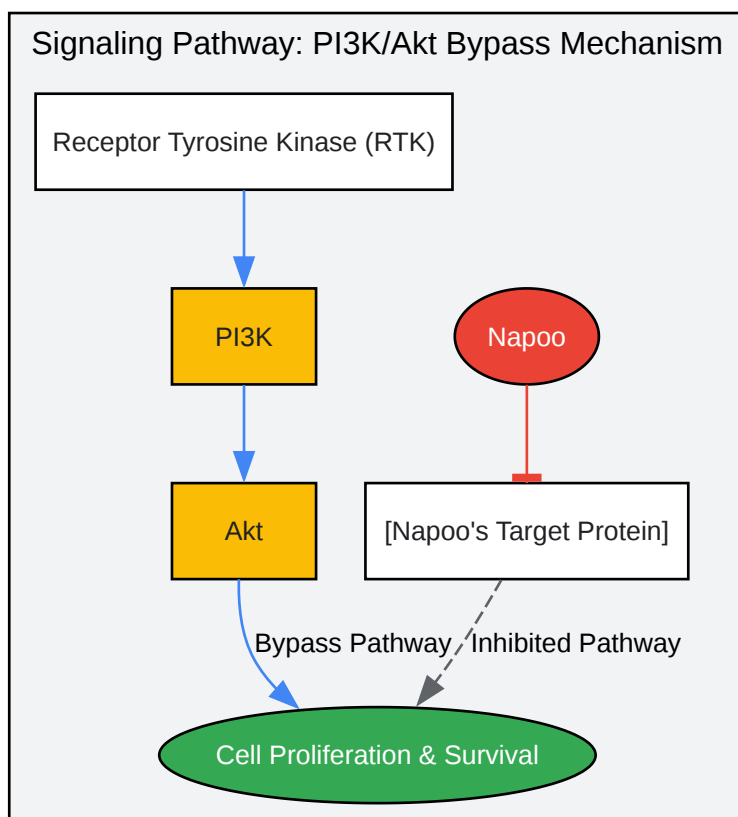 Signaling Pathway: PI3K/Akt Bypass Mechanism
Receptor Tyrosine Kinase (RTK)
PI3K
Napoo
Akt
[Napoo's Target Protein]
Bypass Pathway
Inhibited Pathway
Cell Proliferation & Survival